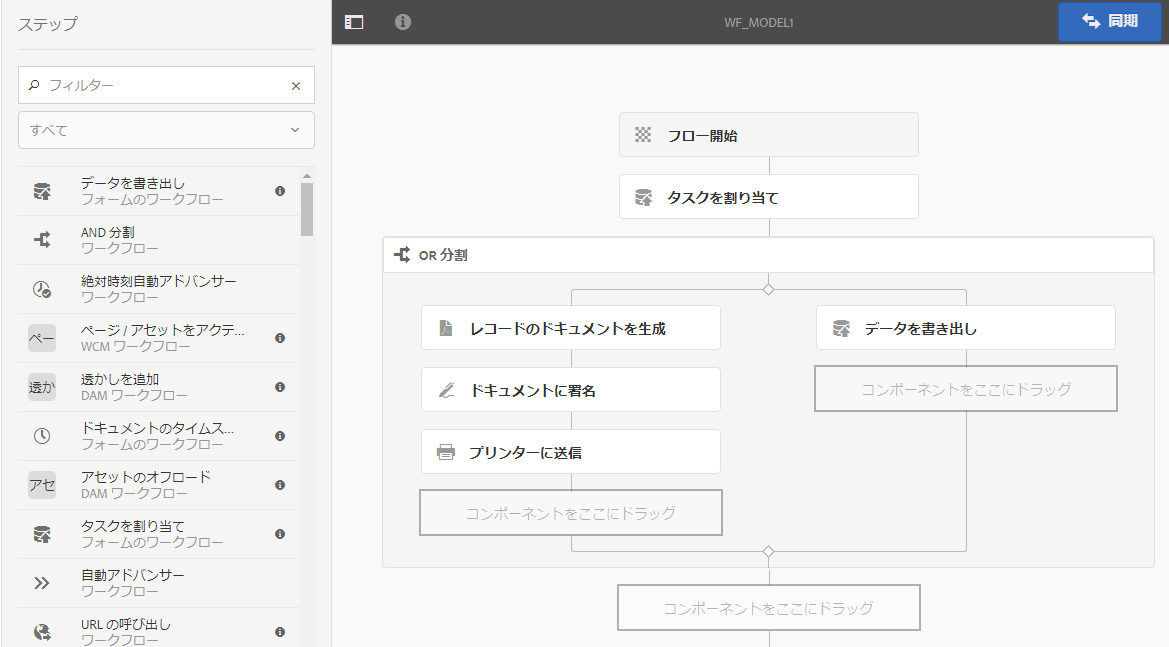 ステップ
フィルター
すべて
データを書き出し
フォームのワークフロー
AND 分割
ワークフロー
絶対時刻自動アドバンサー
ワークフロー
ペー
ページ / アセットをアクテ...
WCM ワークフロー
透か
透かしを追加
DAM ワークフロー
ドキュメントのタイムス...
フォームのワークフロー
アセ
アセットのオフロード
DAM ワークフロー
タスクを割り当て
フォームのワークフロー
自動アドバンサー
ワークフロー
URL の呼び出し
ワークフロー
WF_MODEL1
同期
フロー開始
タスクを割り当て
OR 分割
レコードのドキュメントを生成
ドキュメントに署名
プリンターに送信
コンポーネントをここにドラッグ
データを書き出し
コンポーネントをここにドラッグ
コンポーネントをここにドラッグ